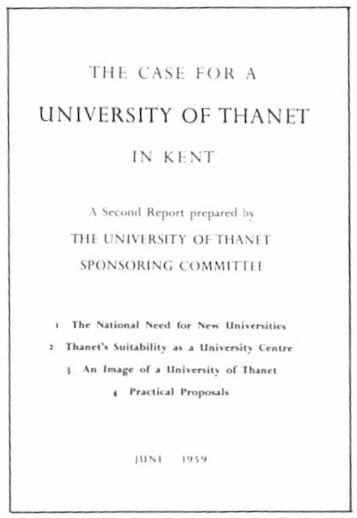 THE CASE FOR A
UNIVERSITY OF THANET
IN KENT
A Second Report prepared by
THE UNIVERSITY OF THANET
SPONSORING COMMITTEE
1 The National Need for New Universities
2 Thanet's Suitability as a University Centre
3 An Image of a University of Thanet
4 Practical Proposals
JUNE 1959